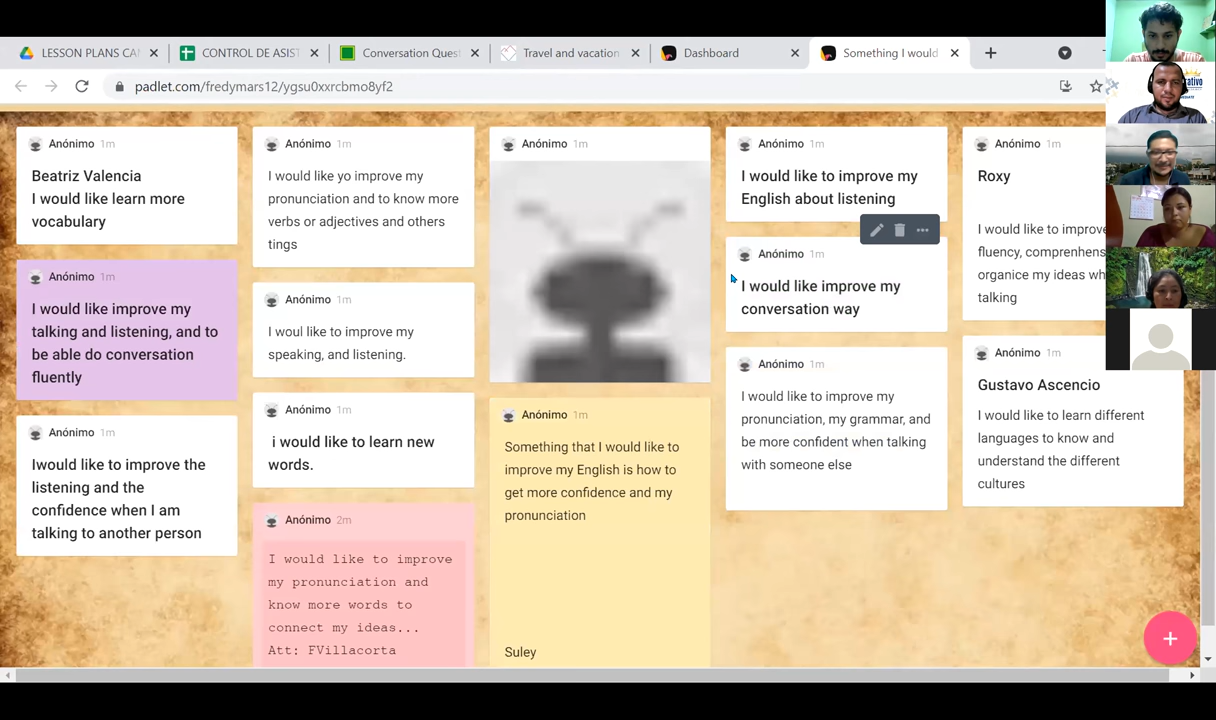 LESSON PLANS CA
CONTROL DE ASIS
Conversation Quest
Travel and vacation
Dashboard
Something I would
padlet.com/fredymars12/ygsu0xxrcbmo8yf2
Anónimo 1m
Beatriz Valencia
I would like learn more
vocabulary
Anónimo 1m
I would like improve my
talking and listening, and to
be able do conversation
fluently
Anónimo 1m
Iwould like to improve the
listening and the
confidence when I am
talking to another person
Anónimo 1m
I would like yo improve my
pronunciation and to know more
verbs or adjectives and others
tings
Anónimo 1m
I woul like to improve my
speaking, and listening.
Anónimo 1m
i would like to learn new
words.
Anónimo 2m
I would like to improve
my pronunciation and
know more words to
connect my ideas...
Att: FVillacorta
Anónimo 1m
Anónimo 1m
Something that I would like to
improve my English is how to
get more confidence and my
pronunciation
Suley
Anónimo 1m
I would like to improve my
English about listening
Anónimo 1m
I would like improve my
conversation way
Anónimo 1m
I would like to improve my
pronunciation, my grammar, and
be more confident when talking
with someone else
Anónimo 1m
Roxy
I would like to improve
fluency, comprenhens
organice my ideas wh
talking
Anónimo 1m
Gustavo Ascencio
I would like to learn different
languages to know and
understand the different
cultures